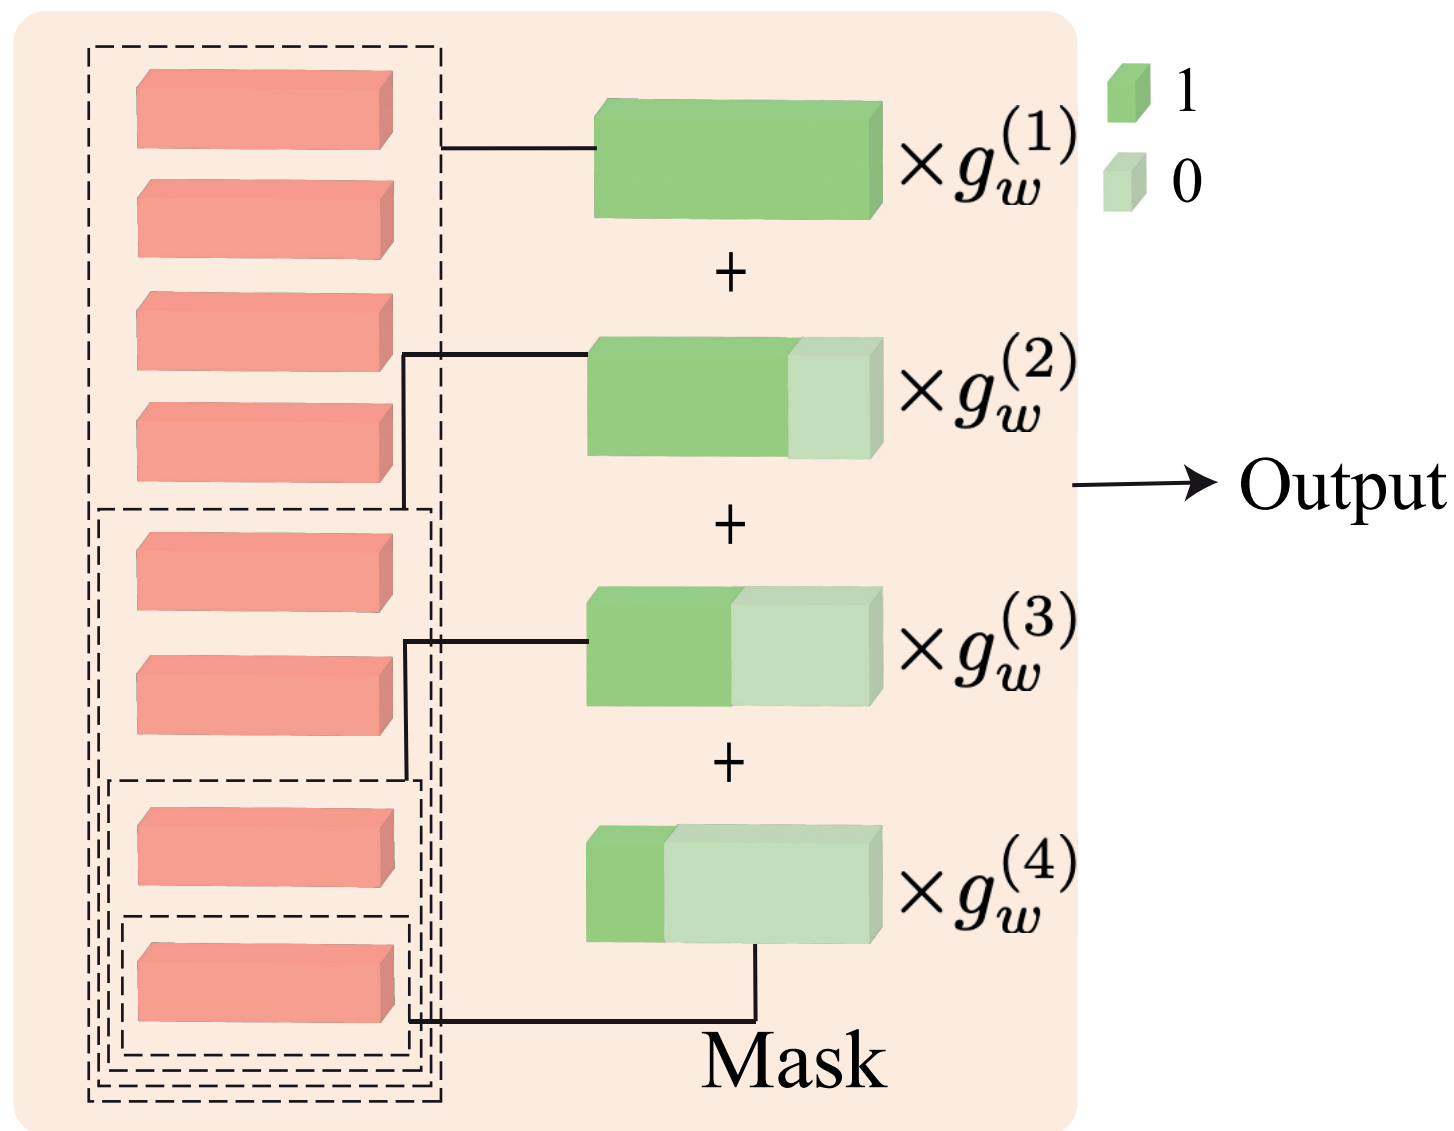 1
0
× g_w^{(1)}
+
× g_w^{(2)}
+
× g_w^{(3)}
+
× g_w^{(4)}
Mask
Output